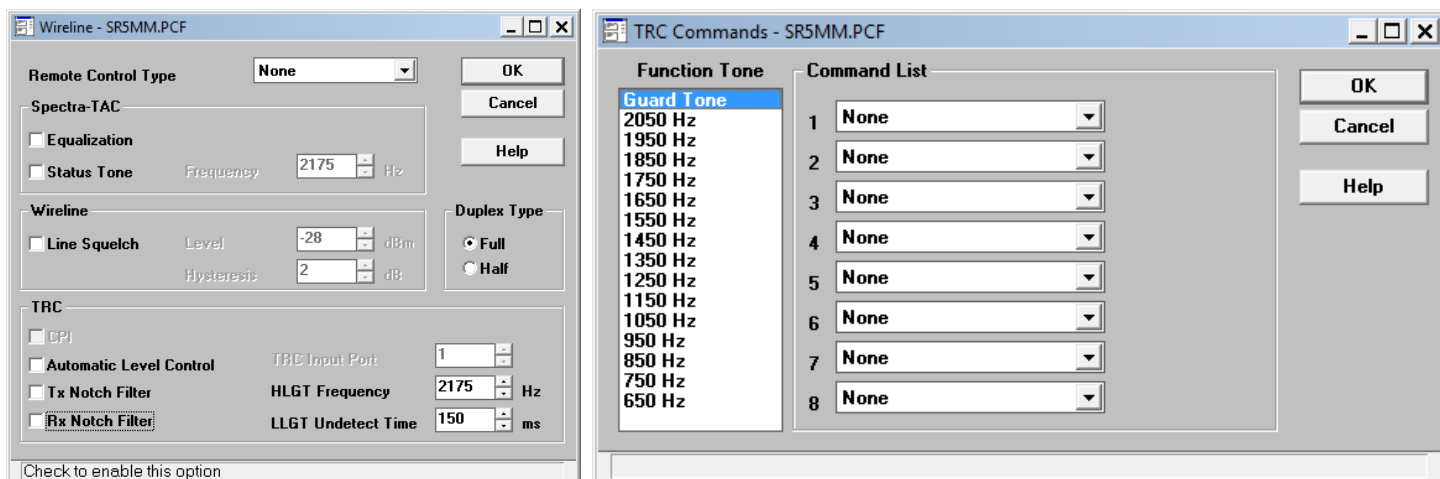 Wireline - SR5MM.PCF
Remote Control Type None OK
Spectra-TAC Cancel
Equalization Help
Status Tone Frequency 2175 Hz
Wireline
Line Squelch Level -28 dBm
Hysteresis 2 dB
Duplex Type
Full
Half
TRC
CPI
Automatic Level Control TRC Input Port 1
Tx Notch Filter HLGT Frequency 2175 Hz
Rx Notch Filter LLGT Undetect Time 150 ms
Check to enable this option
TRC Commands - SR5MM.PCF
Function Tone
Guard Tone
2050 Hz
1950 Hz
1850 Hz
1750 Hz
1650 Hz
1550 Hz
1450 Hz
1350 Hz
1250 Hz
1150 Hz
1050 Hz
950 Hz
850 Hz
750 Hz
650 Hz
Command List
1 None
2 None
3 None
4 None
5 None
6 None
7 None
8 None
OK
Cancel
Help